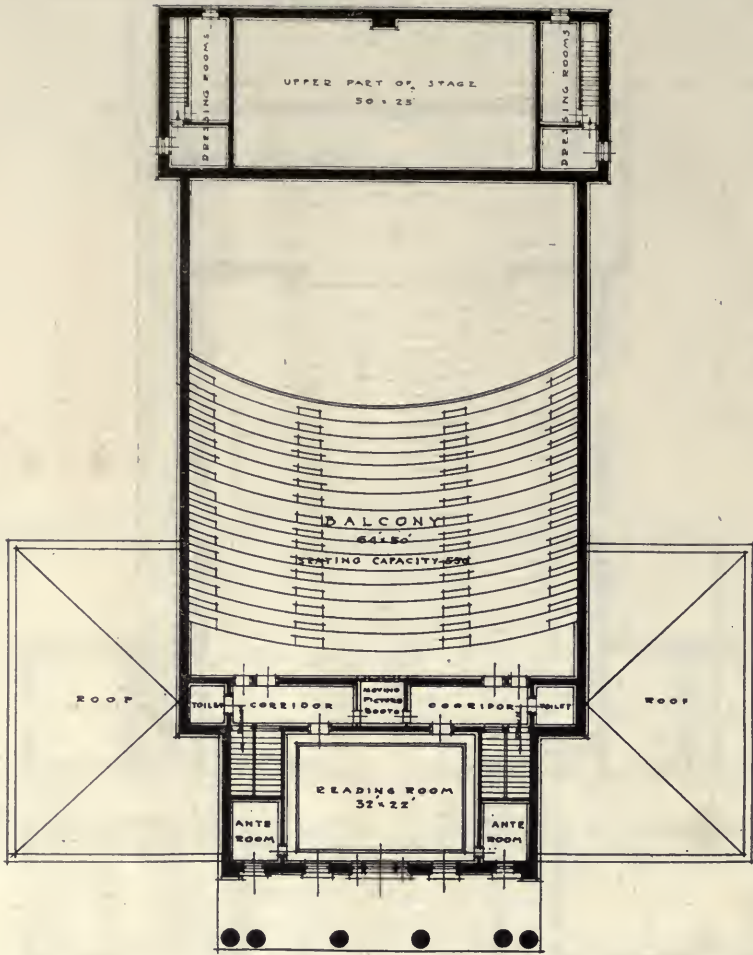 DRESSING ROOMS
UPPER PART OF STAGE
50 x 25'
DRESSING ROOMS
BALCONY
64' x 50'
SEATING CAPACITY
ROOF
TOILET
CORRIDOR
MOVING
PICTURE
BOOTH
CORRIDOR
TOILET
ROOF
READING ROOM
32' x 22'
ANTE
ROOM
ANTE
ROOM